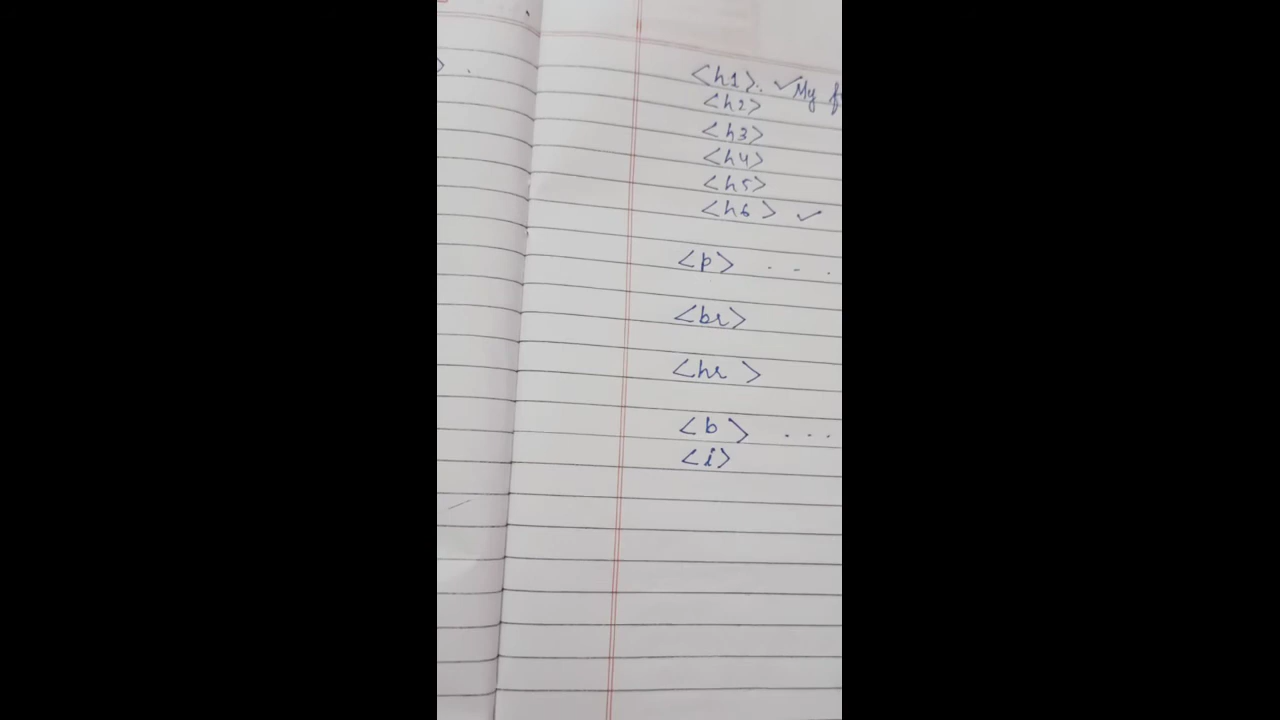 <h1>. ✓ My
<h2>
<h3>
<h4>
<h5>
<h6> ✓
<p> . . .
<br>
<hr >
<b> . . .
<i>